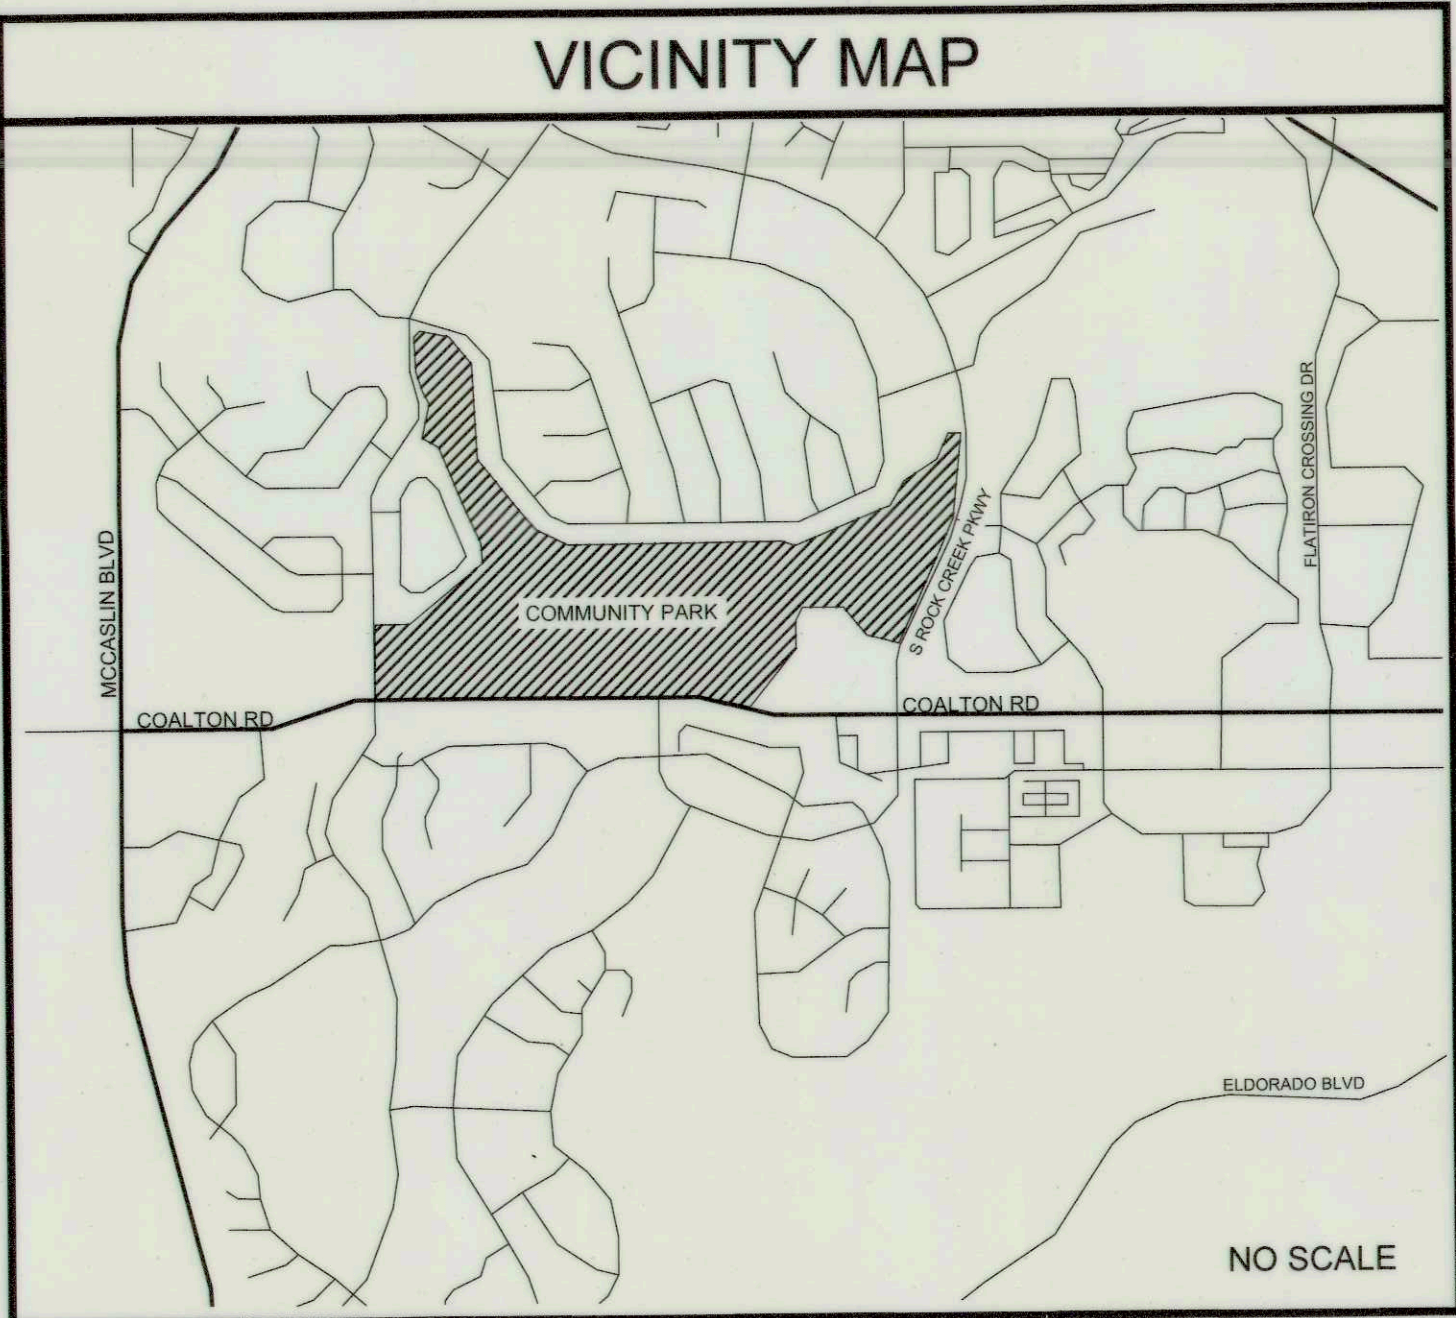 VICINITY MAP
FLATIRON CROSSING DR
S ROCK CREEK PKWY
MCCASLIN BLVD
COMMUNITY PARK
COALTON RD
COALTON RD
ELDORADO BLVD
NO SCALE